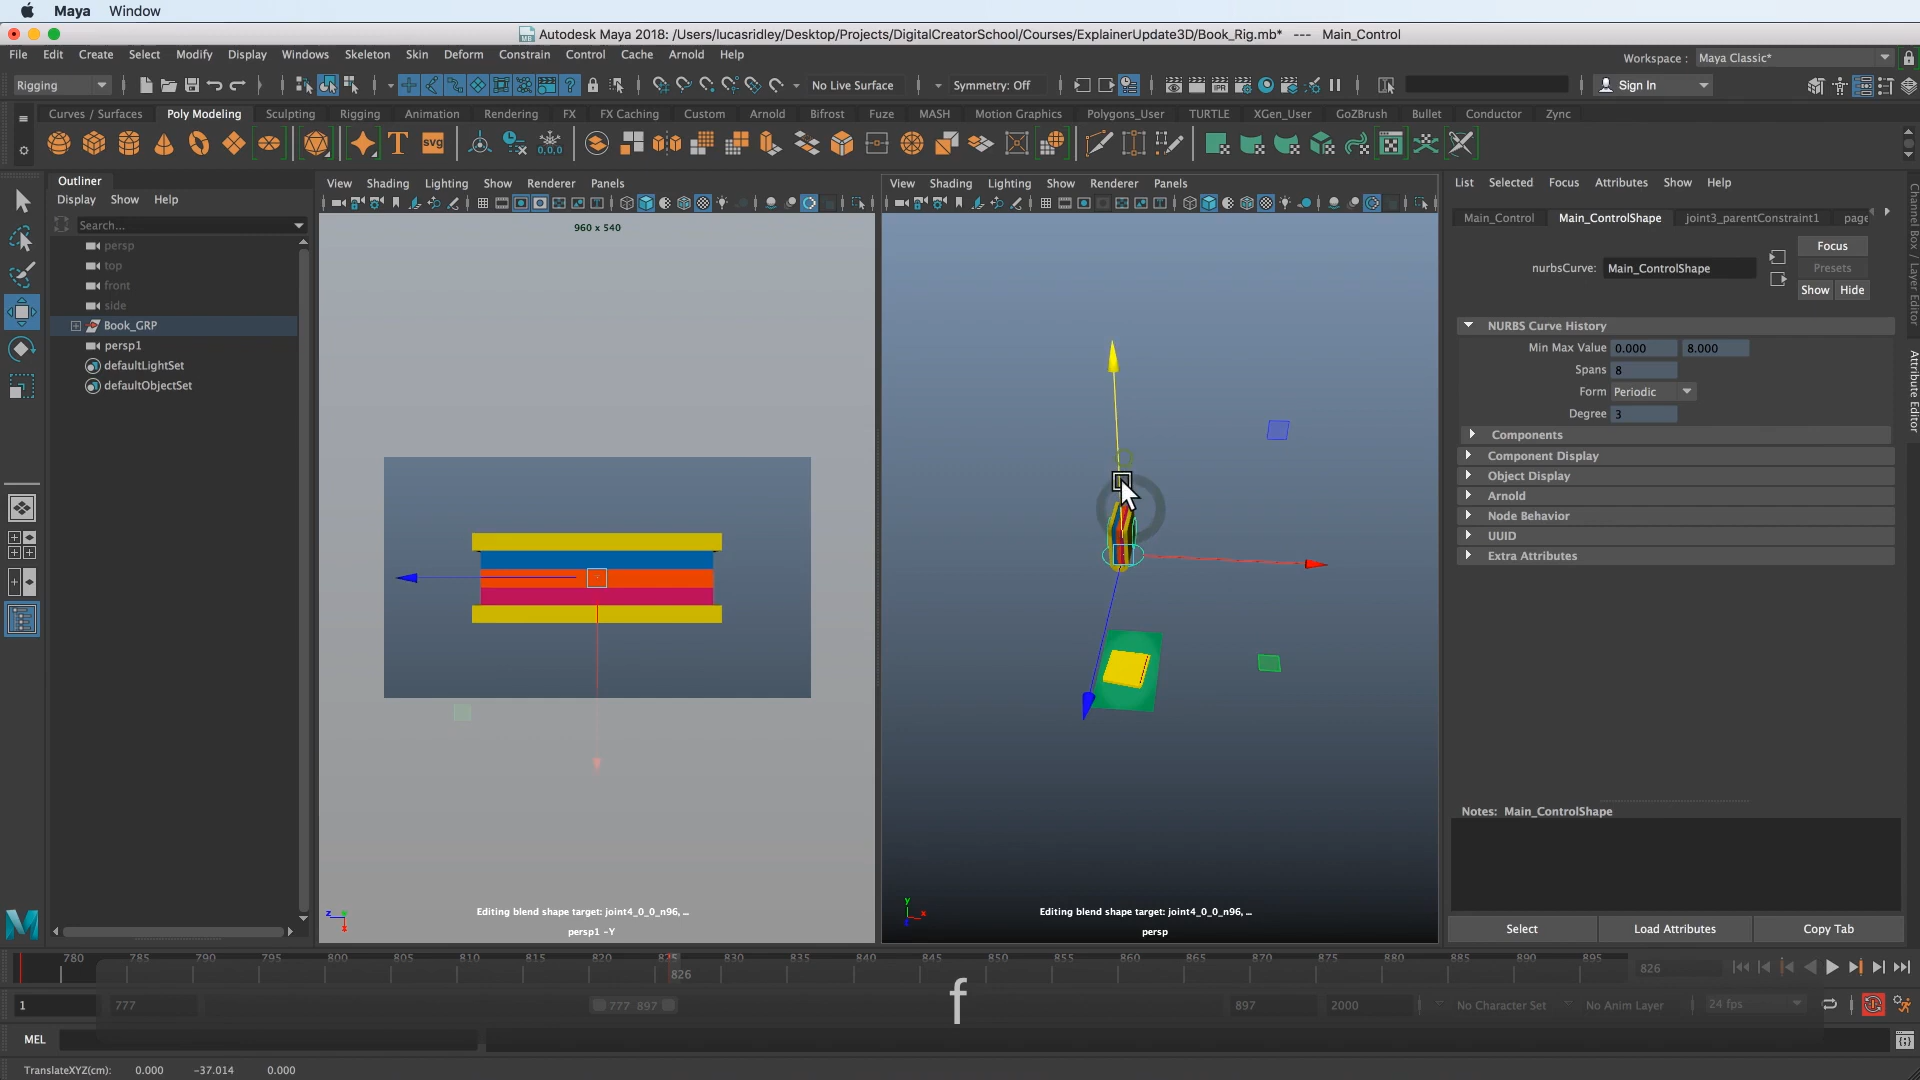 Maya Window
Autodesk Maya 2018: /Users/lucasridley/Desktop/Projects/DigitalCreatorSchool/Courses/ExplainerUpdate3D/Book_Rig.mb* --- Main_Control
File Edit Create Select Modify Display Windows Skeleton Skin Deform Constrain Control Cache Arnold Help
Workspace : Maya Classic*
Rigging
No Live Surface
Symmetry: Off
Sign In
Curves / Surfaces Poly Modeling Sculpting Rigging Animation Rendering FX FX Caching Custom Arnold Bifrost Fuze MASH Motion Graphics Polygons_User TURTLE XGen_User GoZBrush Bullet Conductor Zync
T SVG 0,0,0
Outliner
Display Show Help
Search...
persp
top
front
side
Book_GRP
persp1
defaultLightSet
defaultObjectSet
View Shading Lighting Show Renderer Panels
960 x 540
Editing blend shape target: joint4_0_0_n96, ...
persp1 -Y
View Shading Lighting Show Renderer Panels
Editing blend shape target: joint4_0_0_n96, ...
persp
List Selected Focus Attributes Show Help
Main_Control Main_ControlShape joint3_parentConstraint1 page
Focus
nurbsCurve: Main_ControlShape
Presets
Show Hide
NURBS Curve History
Min Max Value 0.000 8.000
Spans 8
Form Periodic
Degree 3
Components
Component Display
Object Display
Arnold
Node Behavior
UUID
Extra Attributes
Notes: Main_ControlShape
Select Load Attributes Copy Tab
Channel Box / Layer Editor
Attribute Editor
780 785 790 795 800 805 810 815 820 825 830 835 840 845 850 855 860 865 870 875 880 885 890 895
826
826
1 777 777 897 897 2000 No Character Set No Anim Layer 24 fps
f
MEL
TranslateXYZ(cm): 0.000 -37.014 0.000